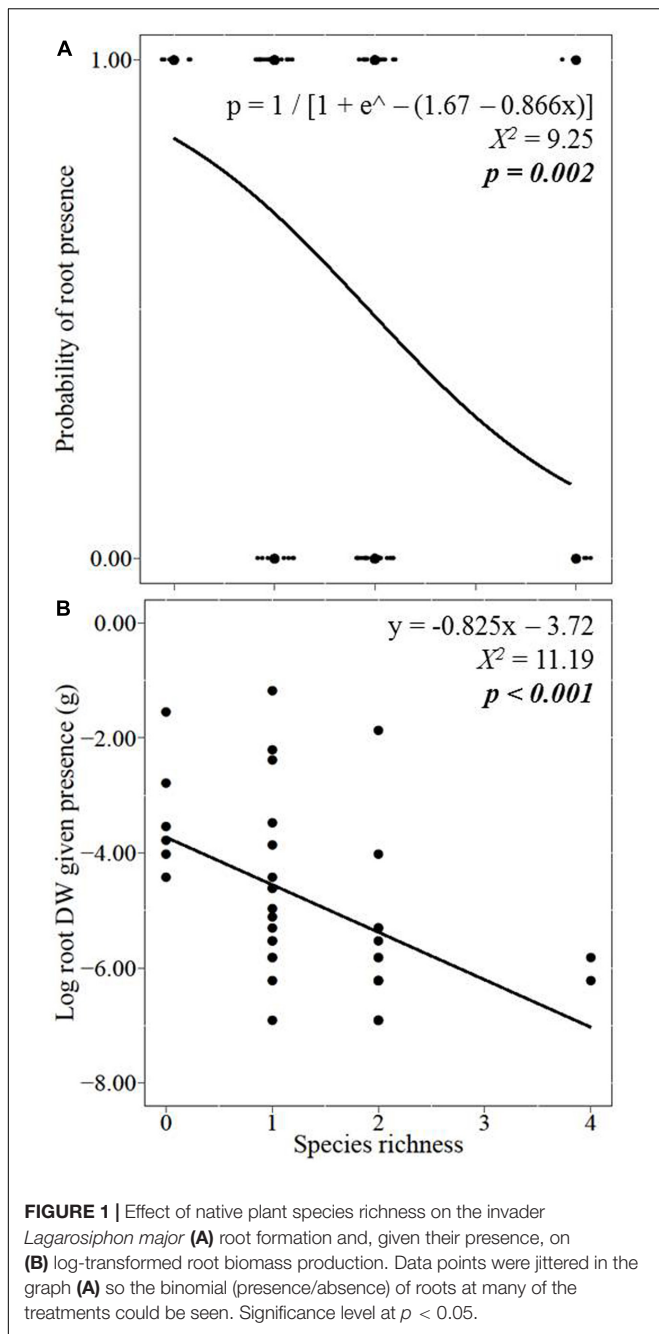 A
1.00
p = 1 / [1 + e^ – (1.67 – 0.866x)]
X² = 9.25
p = 0.002
Probability of root presence
0.00
B
0.00
y = -0.825x – 3.72
X² = 11.19
p < 0.001
−2.00
−4.00
Log root DW given presence (g)
−6.00
−8.00
0 1 2 3 4
Species richness
FIGURE 1 | Effect of native plant species richness on the invader
Lagarosiphon major (A) root formation and, given their presence, on
(B) log-transformed root biomass production. Data points were jittered in the
graph (A) so the binomial (presence/absence) of roots at many of the
treatments could be seen. Significance level at p < 0.05.